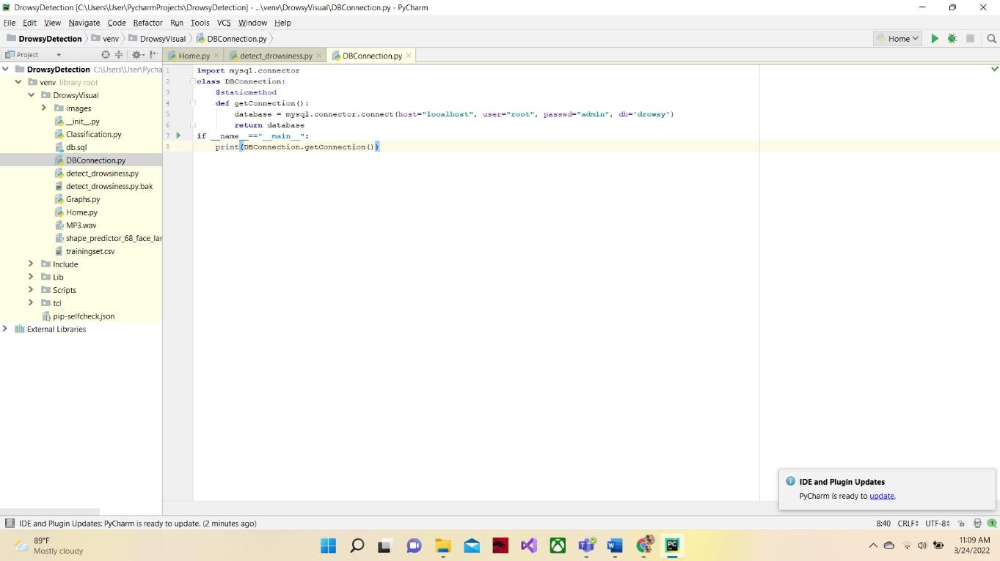 DrowsyDetection [C:\Users\User\PycharmProjects\DrowsyDetection] - ...\venv\DrowsyVisual\DBConnection.py - PyCharm
File Edit View Navigate Code Refactor Run Tools VCS Window Help
DrowsyDetection venv DrowsyVisual DBConnection.py Home
Project
Home.py detect_drowsiness.py DBConnection.py
DrowsyDetection C:\Users\User\Pycha
venv library root
DrowsyVisual
images
__init__.py
Classification.py
db.sql
DBConnection.py
detect_drowsiness.py
detect_drowsiness.py.bak
Graphs.py
Home.py
MP3.wav
shape_predictor_68_face_lar
trainingset.csv
Include
Lib
Scripts
tcl
pip-selfcheck.json
External Libraries
1 import mysql.connector
2 class DBConnection:
3 @staticmethod
4 def getConnection():
5 database = mysql.connector.connect(host="localhost", user="root", passwd="admin", db='drowsy')
6 return database
7 if __name__=="__main__":
8 print(DBConnection.getConnection())
IDE and Plugin Updates
PyCharm is ready to update.
IDE and Plugin Updates: PyCharm is ready to update. (2 minutes ago)
8:40 CRLF UTF-8 1
89°F
Mostly cloudy
PC
11:09 AM
3/24/2022